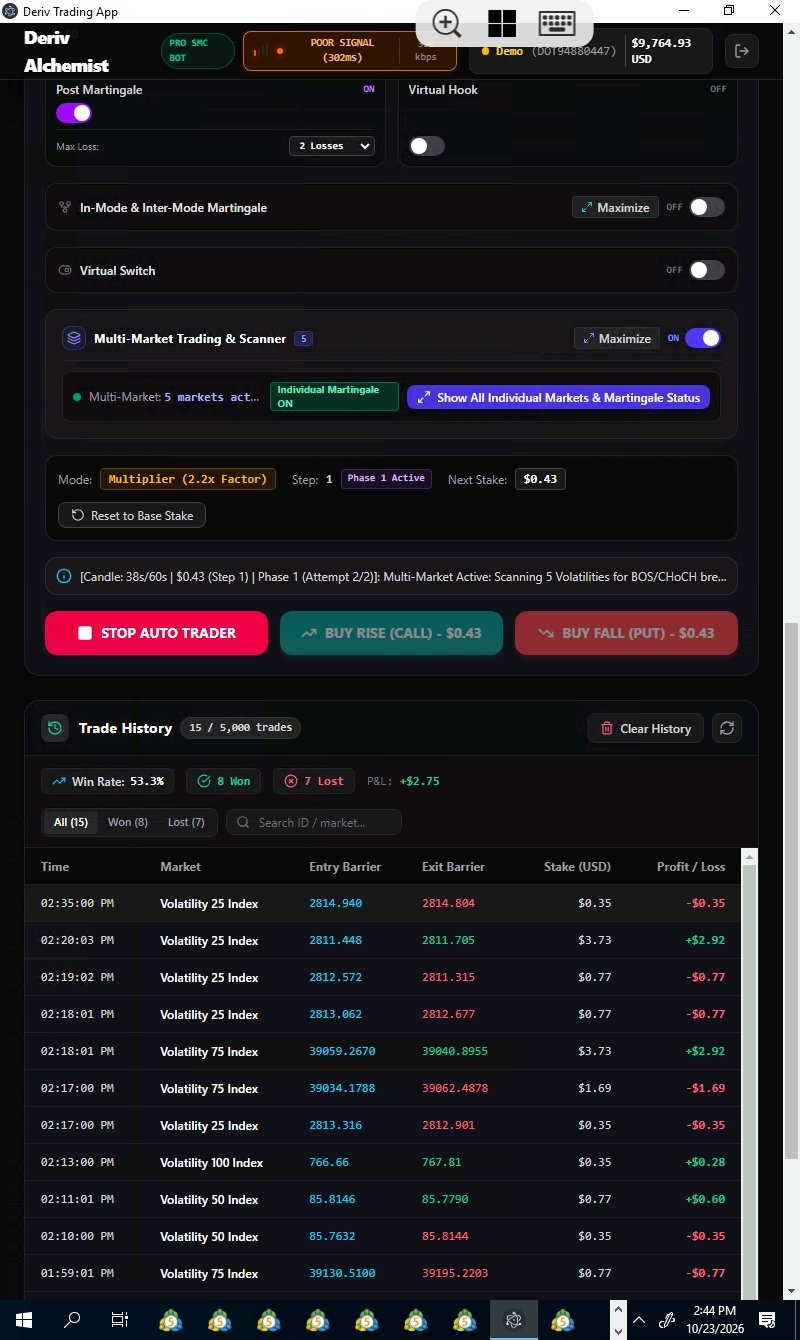 Deriv Trading App
Deriv Alchemist
PRO SMC BOT
POOR SIGNAL (302ms)
kbps
Demo (DOT94880447)
$9,764.93 USD
Post Martingale ON
Max Loss: 2 Losses
Virtual Hook OFF
In-Mode & Inter-Mode Martingale Maximize OFF
Virtual Switch OFF
Multi-Market Trading & Scanner 5 Maximize ON
Multi-Market: 5 markets act... Individual Martingale ON Show All Individual Markets & Martingale Status
Mode: Multiplier (2.2x Factor) Step: 1 Phase 1 Active Next Stake: $0.43
Reset to Base Stake
[Candle: 38s/60s | $0.43 (Step 1) | Phase 1 (Attempt 2/2)]: Multi-Market Active: Scanning 5 Volatilities for BOS/CHoCH bre...
STOP AUTO TRADER BUY RISE (CALL) - $0.43 BUY FALL (PUT) - $0.43
Trade History 15 / 5,000 trades Clear History
Win Rate: 53.3% 8 Won 7 Lost P&L: +$2.75
All (15) Won (8) Lost (7) Search ID / market...
Time Market Entry Barrier Exit Barrier Stake (USD) Profit / Loss
02:35:00 PM Volatility 25 Index 2814.940 2814.804 $0.35 -$0.35
02:20:03 PM Volatility 25 Index 2811.448 2811.705 $3.73 +$2.92
02:19:02 PM Volatility 25 Index 2812.572 2811.315 $0.77 -$0.77
02:18:01 PM Volatility 25 Index 2813.062 2812.677 $0.77 -$0.77
02:18:01 PM Volatility 75 Index 39059.2670 39040.8955 $3.73 +$2.92
02:17:00 PM Volatility 75 Index 39034.1788 39062.4878 $1.69 -$1.69
02:17:00 PM Volatility 25 Index 2813.316 2812.901 $0.35 -$0.35
02:13:00 PM Volatility 100 Index 766.66 767.81 $0.35 +$0.28
02:11:01 PM Volatility 50 Index 85.8146 85.7790 $0.77 +$0.60
02:10:00 PM Volatility 50 Index 85.7632 85.8144 $0.35 -$0.35
01:59:01 PM Volatility 75 Index 39130.5100 39195.2203 $0.77 -$0.77
2:44 PM
10/23/2026